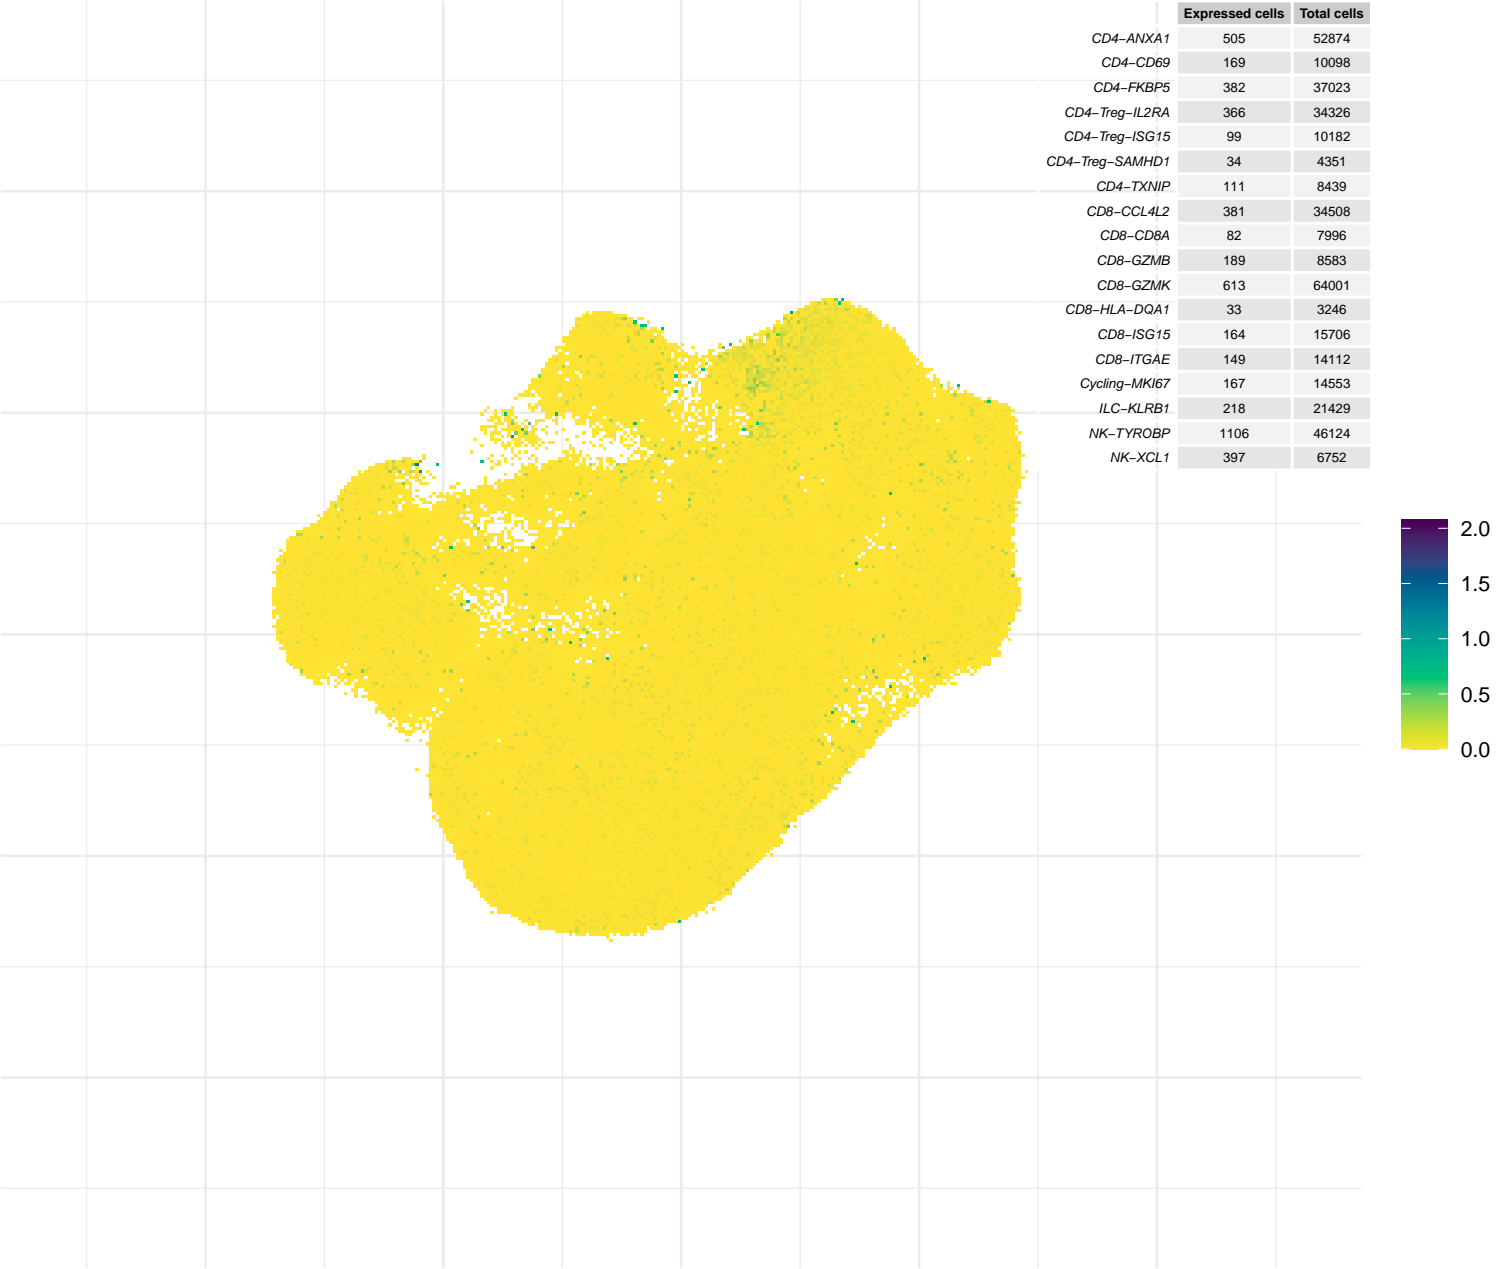 Expressed cells Total cells
CD4−ANXA1 505 52874
CD4−CD69 169 10098
CD4−FKBP5 382 37023
CD4−Treg−IL2RA 366 34326
CD4−Treg−ISG15 99 10182
CD4−Treg−SAMHD1 34 4351
CD4−TXNIP 111 8439
CD8−CCL4L2 381 34508
CD8−CD8A 82 7996
CD8−GZMB 189 8583
CD8−GZMK 613 64001
CD8−HLA−DQA1 33 3246
CD8−ISG15 164 15706
CD8−ITGAE 149 14112
Cycling−MKI67 167 14553
ILC−KLRB1 218 21429
NK−TYROBP 1106 46124
NK−XCL1 397 6752
2.0
1.5
1.0
0.5
0.0